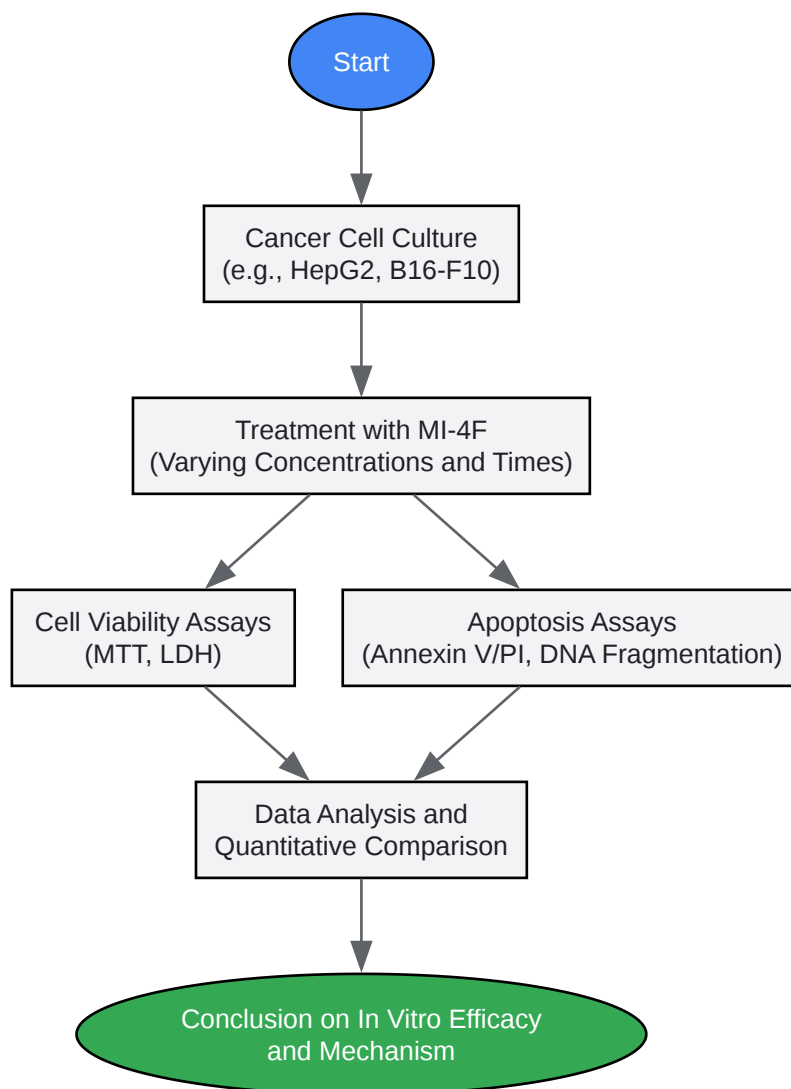 Start
Cancer Cell Culture
(e.g., HepG2, B16-F10)
Treatment with MI-4F
(Varying Concentrations and Times)
Cell Viability Assays
(MTT, LDH)
Apoptosis Assays
(Annexin V/PI, DNA Fragmentation)
Data Analysis and
Quantitative Comparison
Conclusion on In Vitro Efficacy
and Mechanism